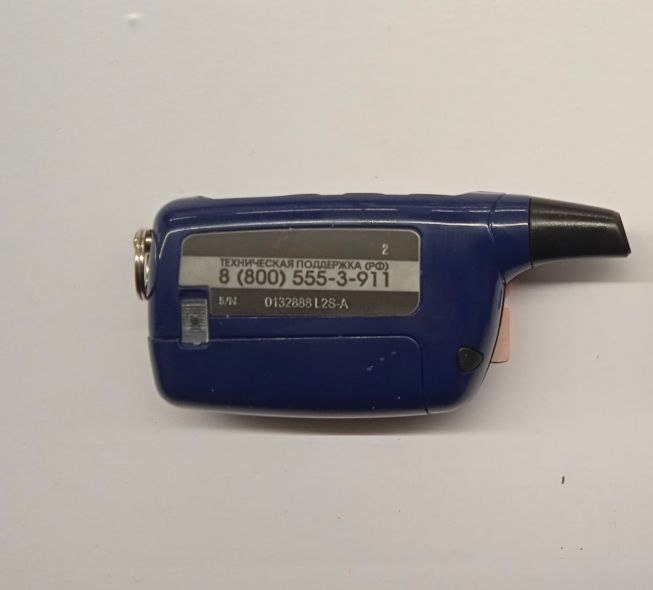 2
ТЕХНИЧЕСКАЯ ПОДДЕРЖКА (РФ)
8 (800) 555-3-911
S/N 0132888 L2S-A